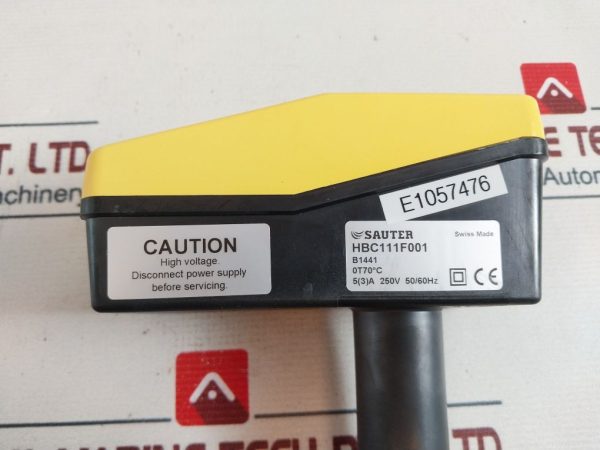 T. LTD
achinery
E TE
Automa
E1057476
CAUTION
High voltage.
Disconnect power supply
before servicing.
SAUTER
Swiss Made
HBC111F001
B1441
0T70°C
5(3)A 250V 50/60Hz
CE